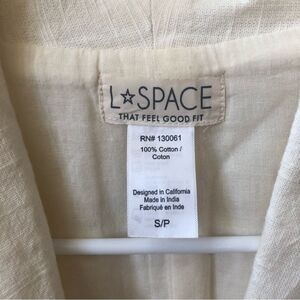 L☆SPACE
THAT FEEL GOOD FIT
RN# 130061
100% Cotton /
Coton
Designed in California
Made in India
Fabriqué en Inde
S/P